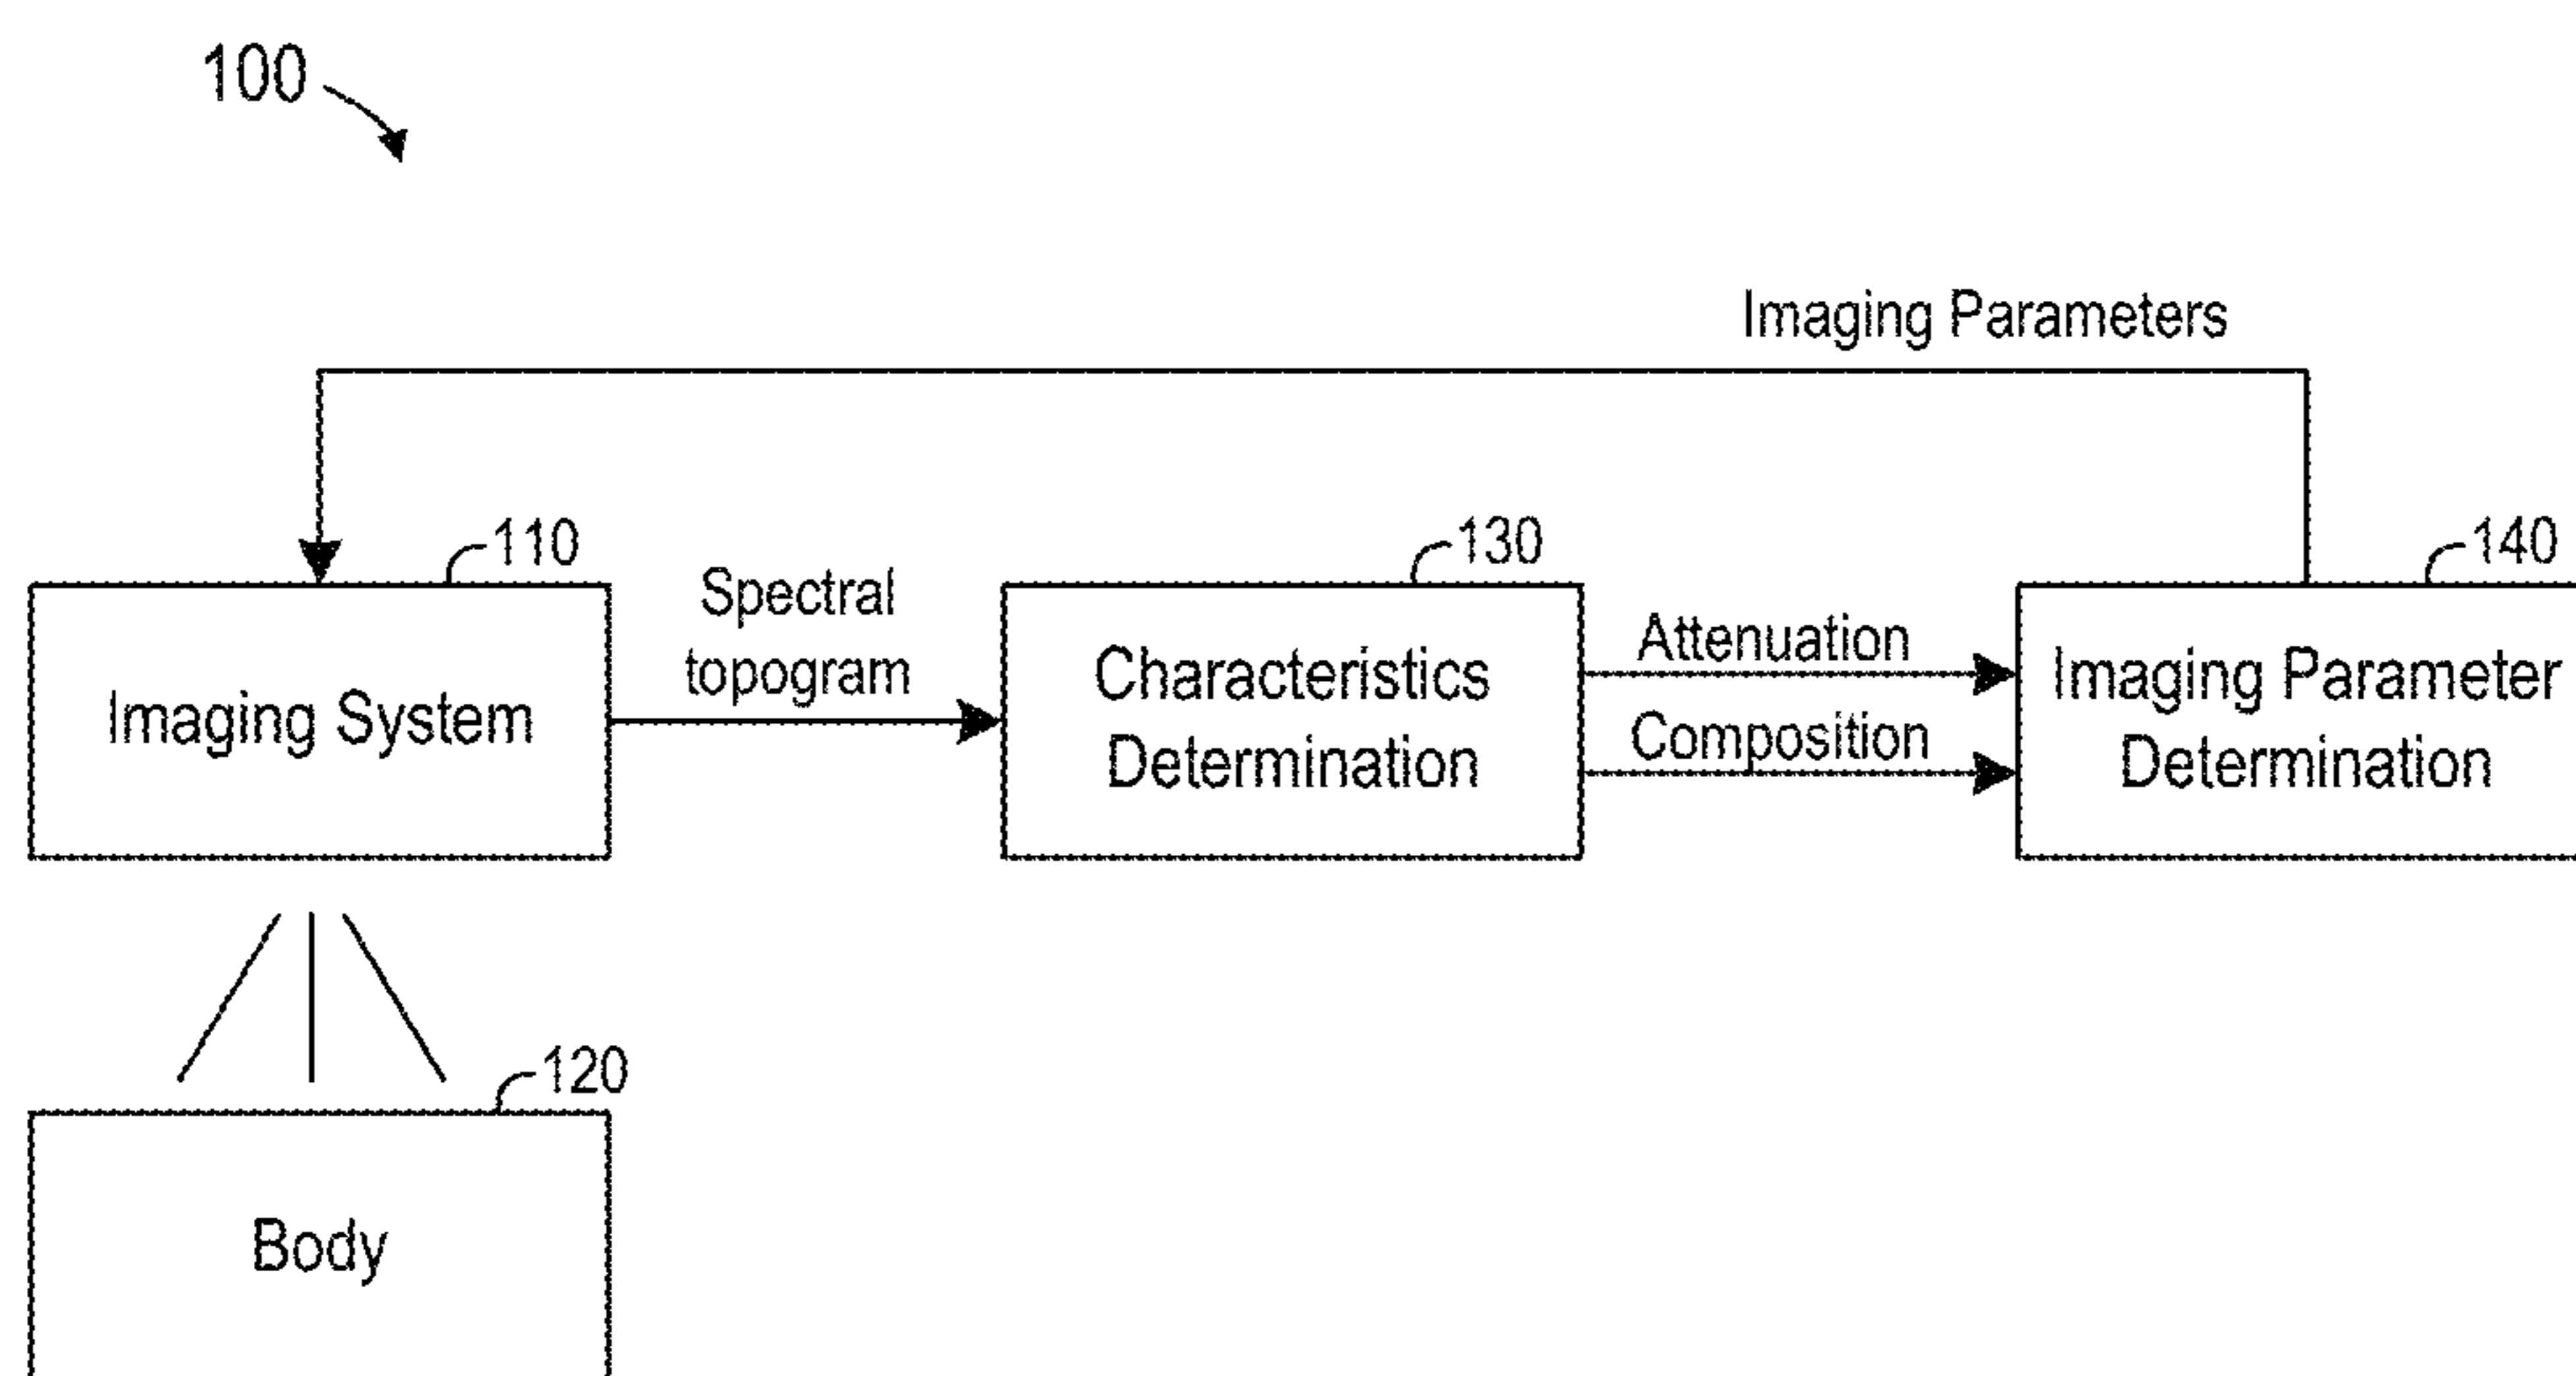 100
Imaging Parameters
110
Imaging System
Spectral
topogram
130
Characteristics
Determination
Attenuation
Composition
140
Imaging Parameter
Determination
120
Body